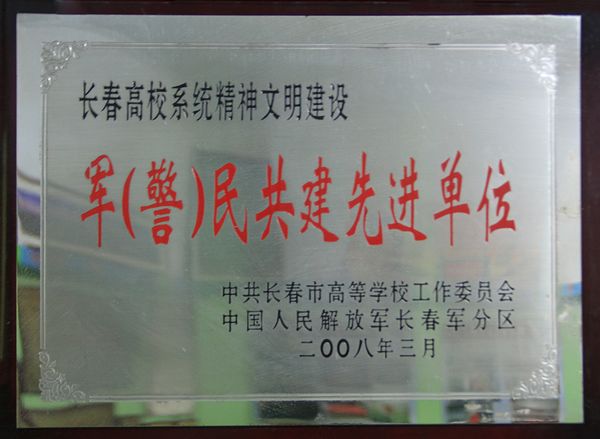 长春高校系统精神文明建设
军(警)民共建先进单位
中共长春市高等学校工作委员会
中国人民解放军长春军分区
二〇〇八年三月